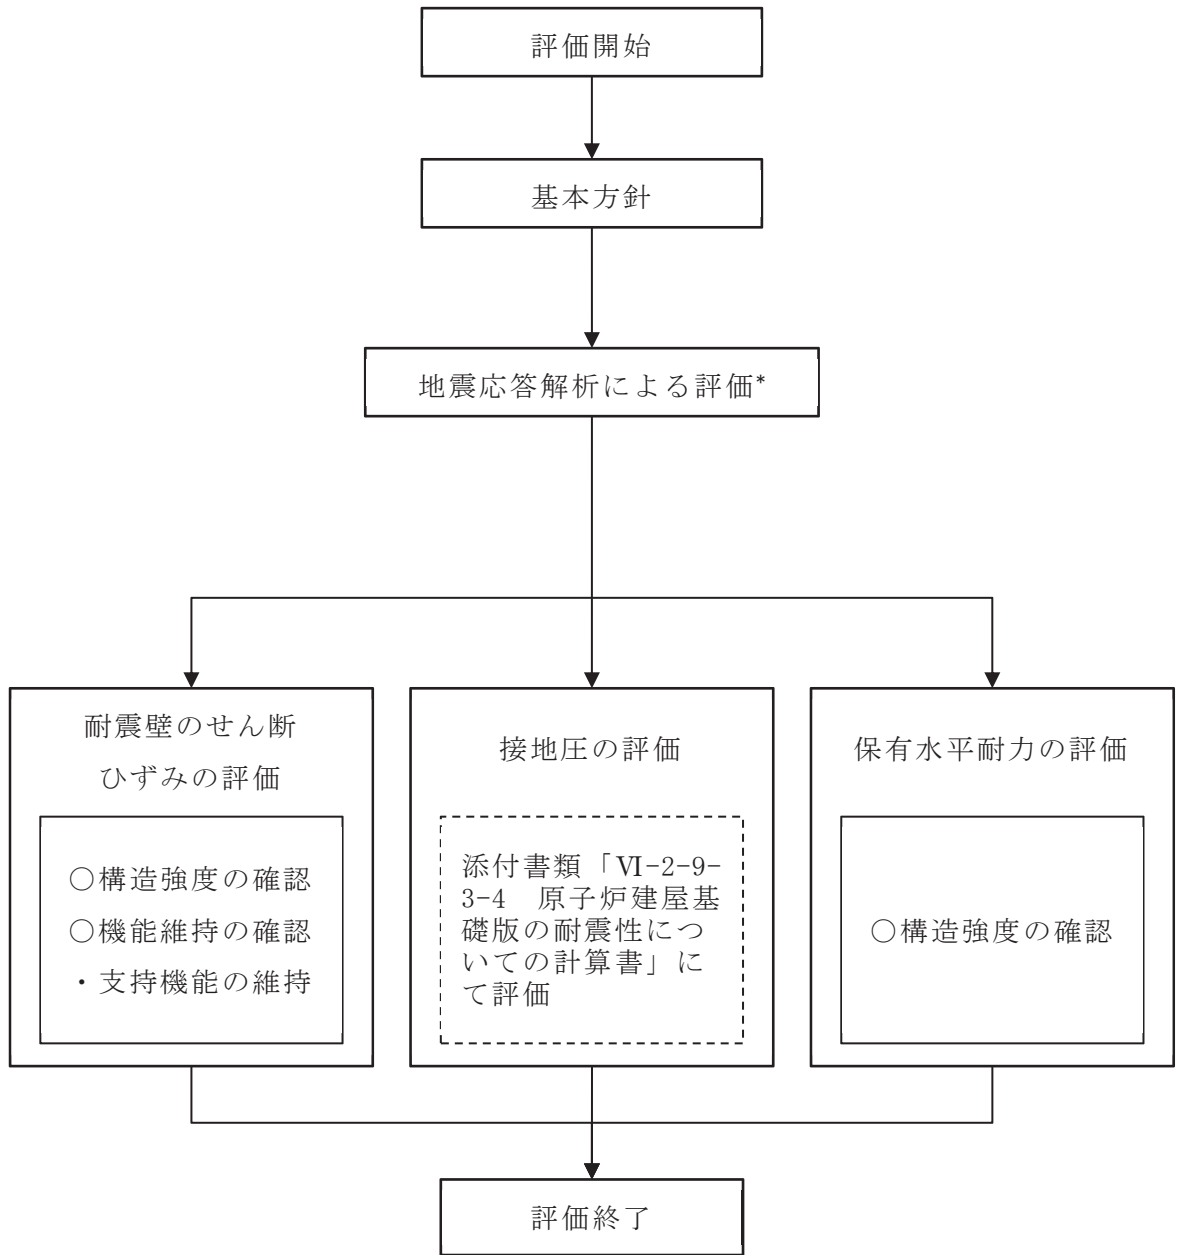 評価開始
基本方針
地震応答解析による評価*
耐震壁のせん断
ひずみの評価
○構造強度の確認
○機能維持の確認
・支持機能の維持
接地圧の評価
添付書類「Ⅵ-2-9-
3-4　原子炉建屋基
礎版の耐震性につ
いての計算書」に
て評価
保有水平耐力の評価
○構造強度の確認
評価終了